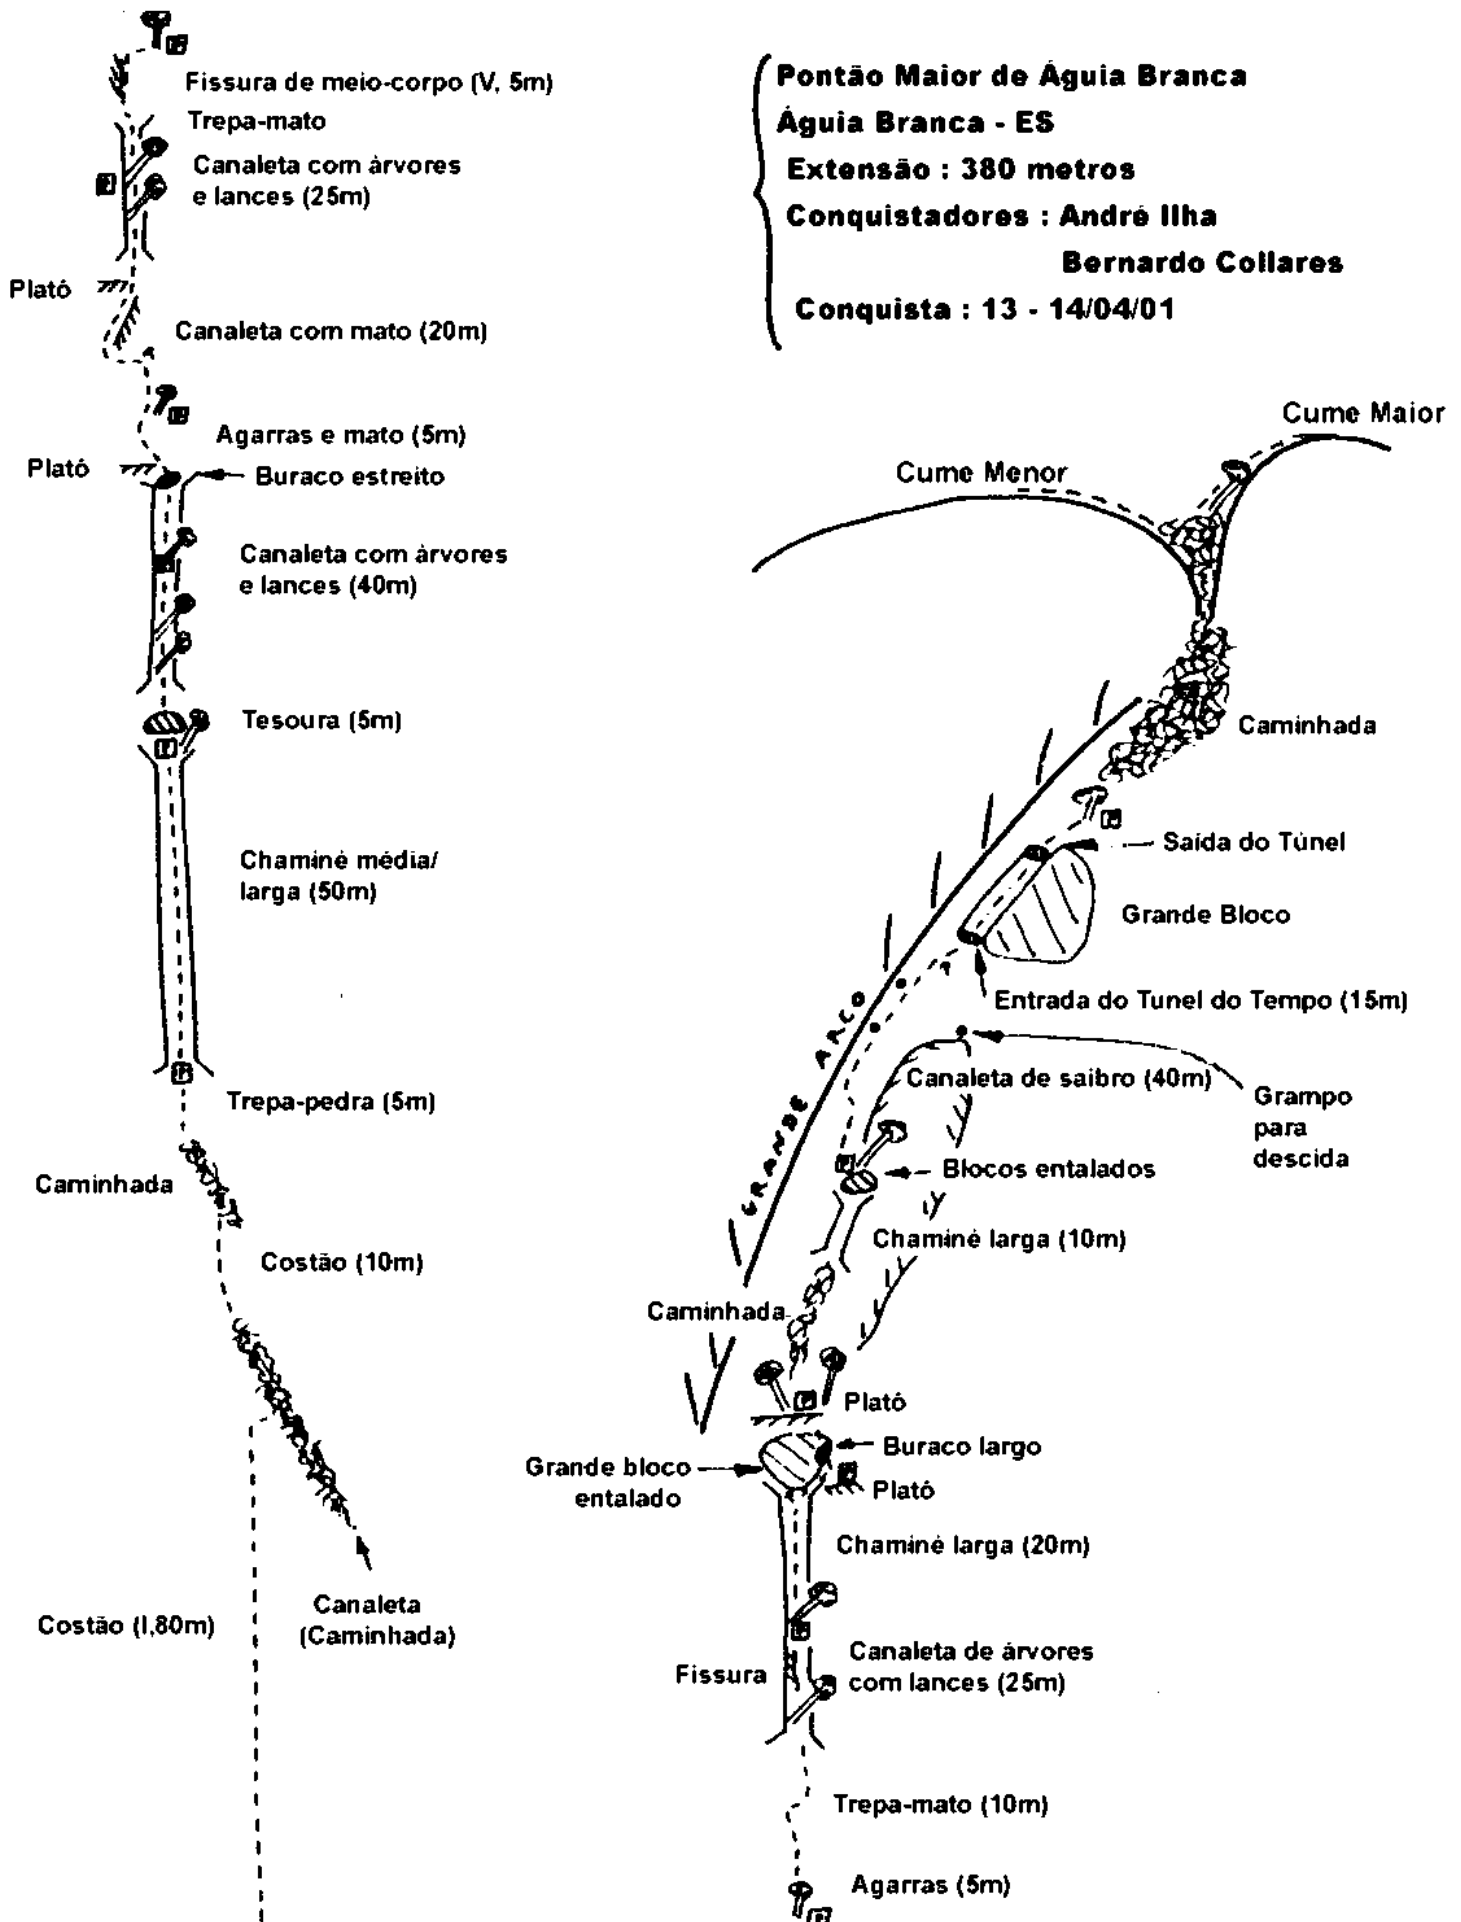 Pontão Maior de Águia Branca
Águia Branca - ES
Extensão : 380 metros
Conquistadores : André Ilha
Bernardo Collares
Conquista : 13 - 14/04/01
P
Fissura de meio-corpo (V, 5m)
Trepa-mato
Canaleta com árvores
e lances (25m)
P
Platô
Canaleta com mato (20m)
P
Agarras e mato (5m)
Platô
Buraco estreito
Canaleta com árvores
e lances (40m)
Tesoura (5m)
P
Chaminé média/
larga (50m)
P
Trepa-pedra (5m)
Caminhada
Costão (10m)
Canaleta
(Caminhada)
Costão (I,80m)
Cume Maior
Cume Menor
Caminhada
P
Saída do Túnel
Grande Bloco
Entrada do Tunel do Tempo (15m)
GRANDE ARCO
Canaleta de saibro (40m)
Grampo
para
descida
P
Blocos entalados
Chaminé larga (10m)
Caminhada
P
Platô
Buraco largo
Grande bloco
entalado
P
Platô
Chaminé larga (20m)
P
Fissura
Canaleta de árvores
com lances (25m)
Trepa-mato (10m)
Agarras (5m)
P